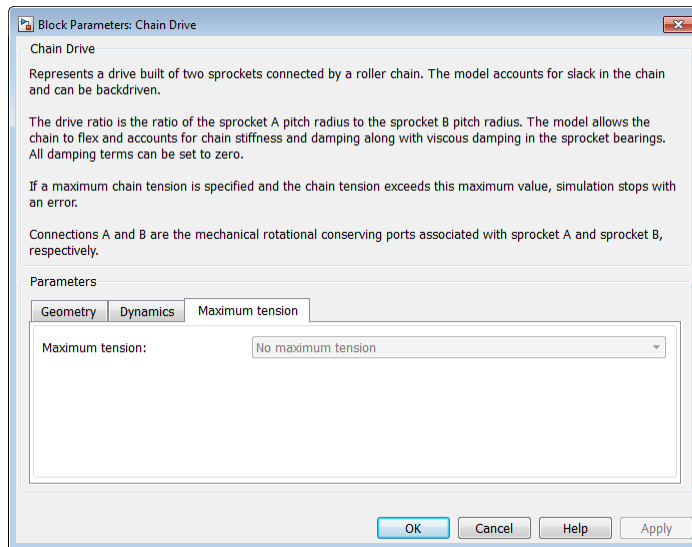 Block Parameters: Chain Drive
Chain Drive
Represents a drive built of two sprockets connected by a roller chain. The model accounts for slack in the chain
and can be backdriven.
The drive ratio is the ratio of the sprocket A pitch radius to the sprocket B pitch radius. The model allows the
chain to flex and accounts for chain stiffness and damping along with viscous damping in the sprocket bearings.
All damping terms can be set to zero.
If a maximum chain tension is specified and the chain tension exceeds this maximum value, simulation stops with
an error.
Connections A and B are the mechanical rotational conserving ports associated with sprocket A and sprocket B,
respectively.
Parameters
Geometry Dynamics Maximum tension
Maximum tension: No maximum tension
OK Cancel Help Apply